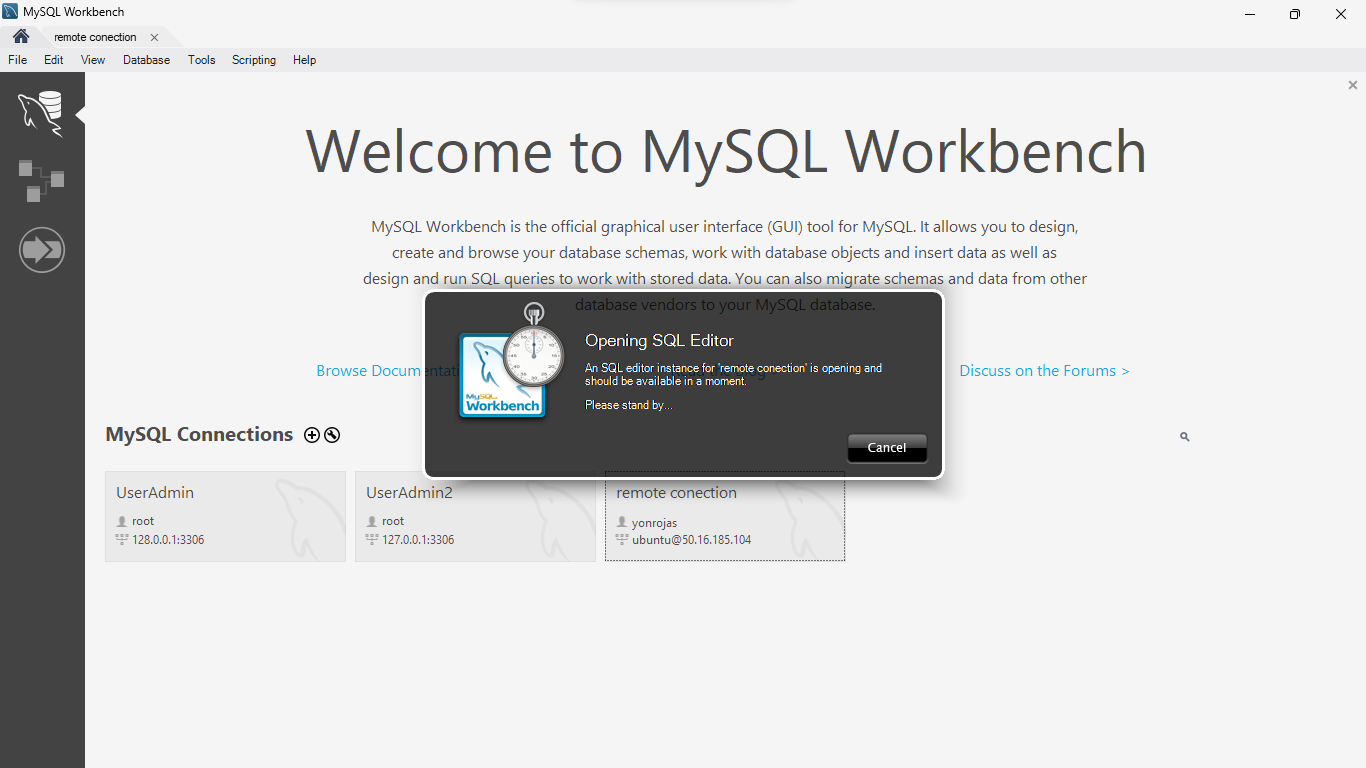 MySQL Workbench
remote conection
File Edit View Database Tools Scripting Help
Welcome to MySQL Workbench
MySQL Workbench is the official graphical user interface (GUI) tool for MySQL. It allows you to design,
create and browse your database schemas, work with database objects and insert data as well as
design and run SQL queries to work with stored data. You can also migrate schemas and data from other
database vendors to your MySQL database.
Opening SQL Editor
An SQL editor instance for 'remote conection' is opening and
should be available in a moment.
Please stand by...
MySQL
Workbench
Cancel
Browse Documentati
Discuss on the Forums >
MySQL Connections
UserAdmin
root
128.0.0.1:3306
UserAdmin2
root
127.0.0.1:3306
remote conection
yonrojas
ubuntu@50.16.185.104